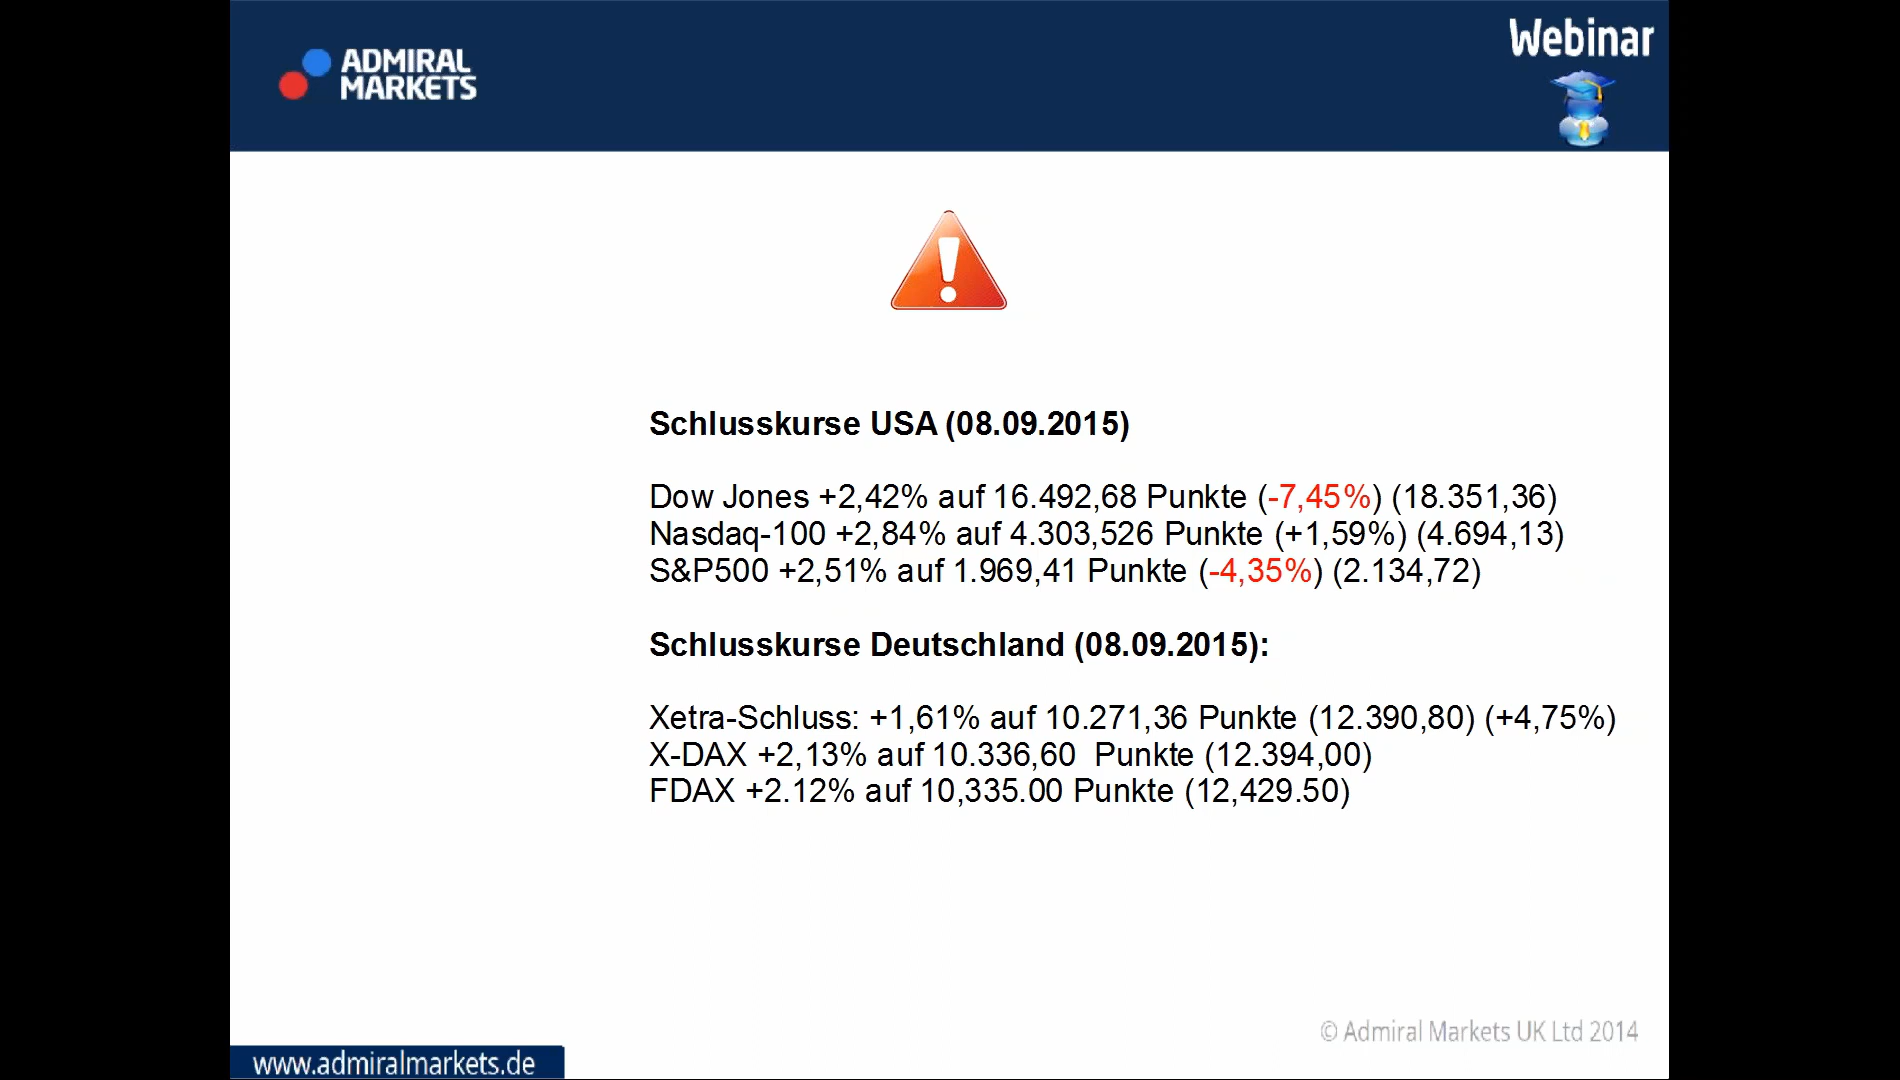 ADMIRAL
MARKETS
Webinar
Schlusskurse USA (08.09.2015)
Dow Jones +2,42% auf 16.492,68 Punkte (-7,45%) (18.351,36)
Nasdaq-100 +2,84% auf 4.303,526 Punkte (+1,59%) (4.694,13)
S&P500 +2,51% auf 1.969,41 Punkte (-4,35%) (2.134,72)
Schlusskurse Deutschland (08.09.2015):
Xetra-Schluss: +1,61% auf 10.271,36 Punkte (12.390,80) (+4,75%)
X-DAX +2,13% auf 10.336,60  Punkte (12.394,00)
FDAX +2.12% auf 10,335.00 Punkte (12,429.50)
© Admiral Markets UK Ltd 2014
www.admiralmarkets.de